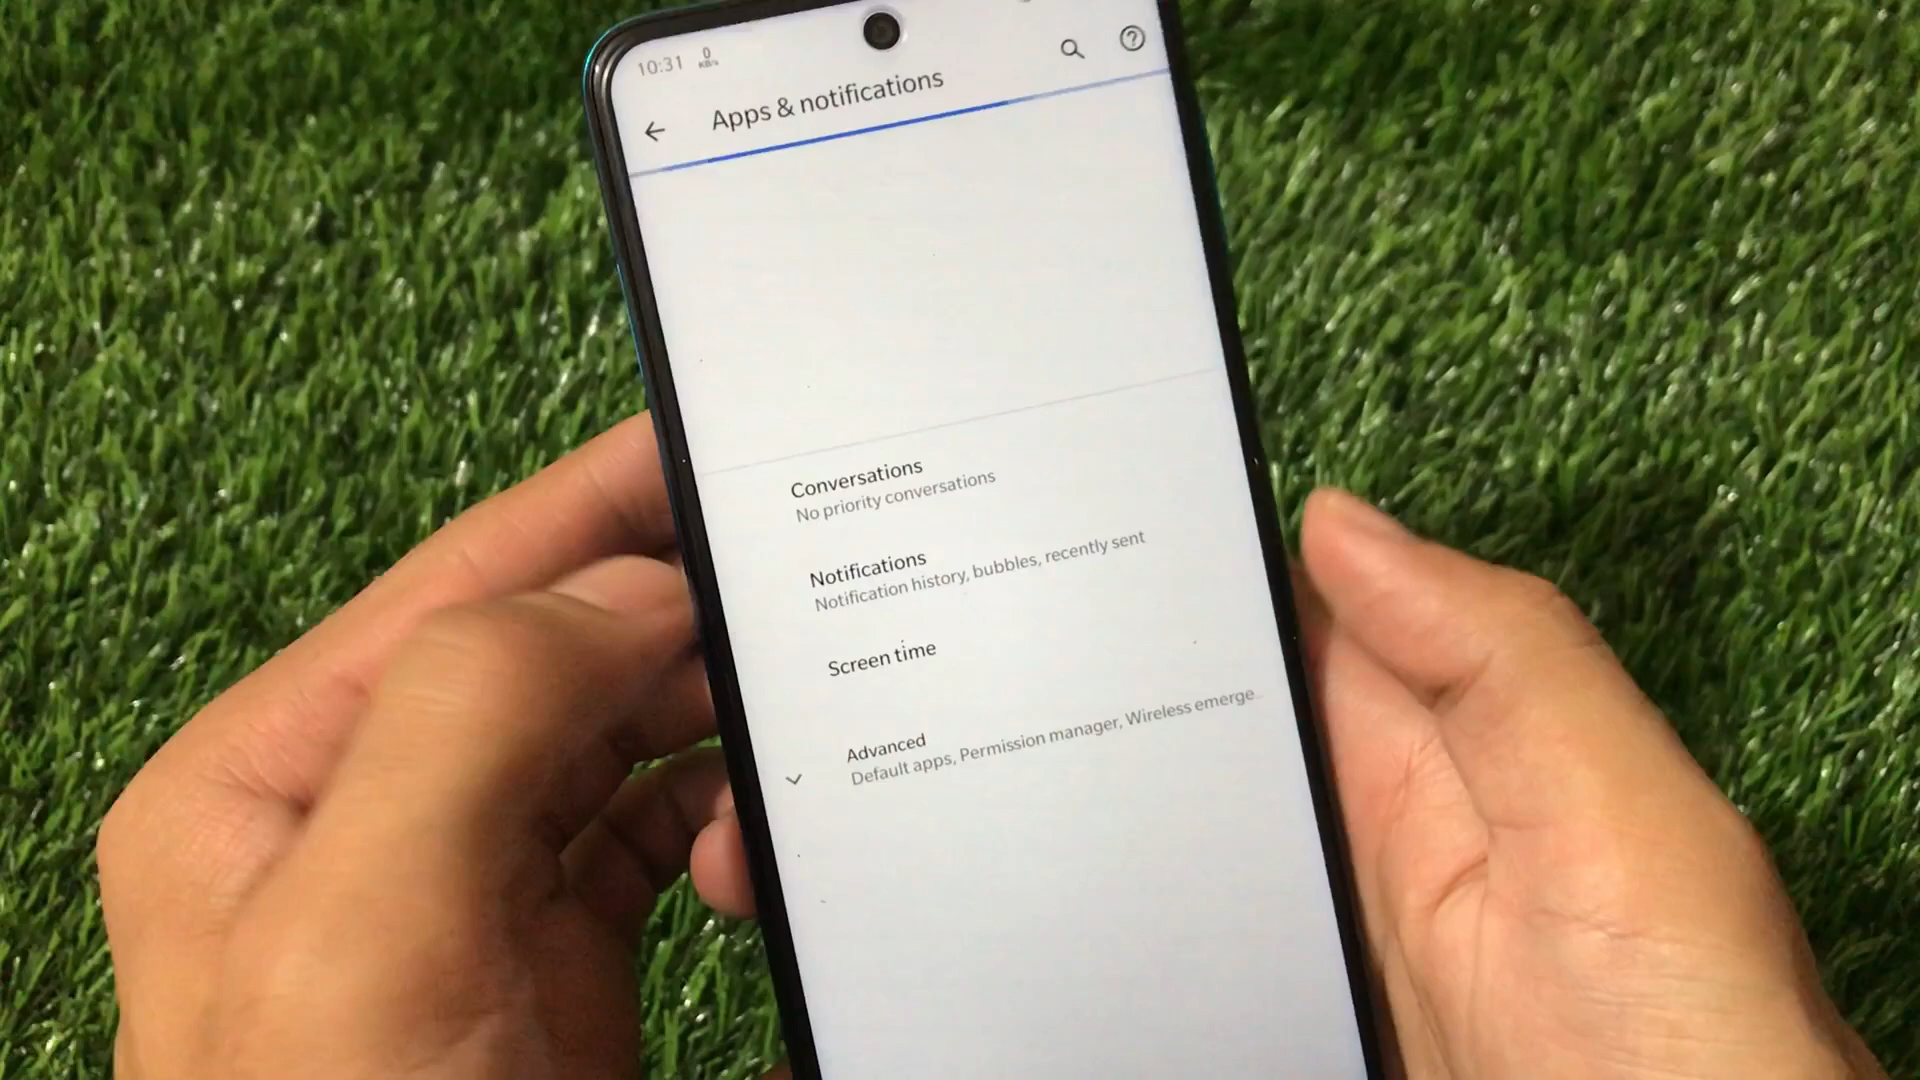 10:31 0 KB/s
Apps & notifications
Conversations
No priority conversations
Notifications
Notification history, bubbles, recently sent
Screen time
Advanced
Default apps, Permission manager, Wireless emerge...